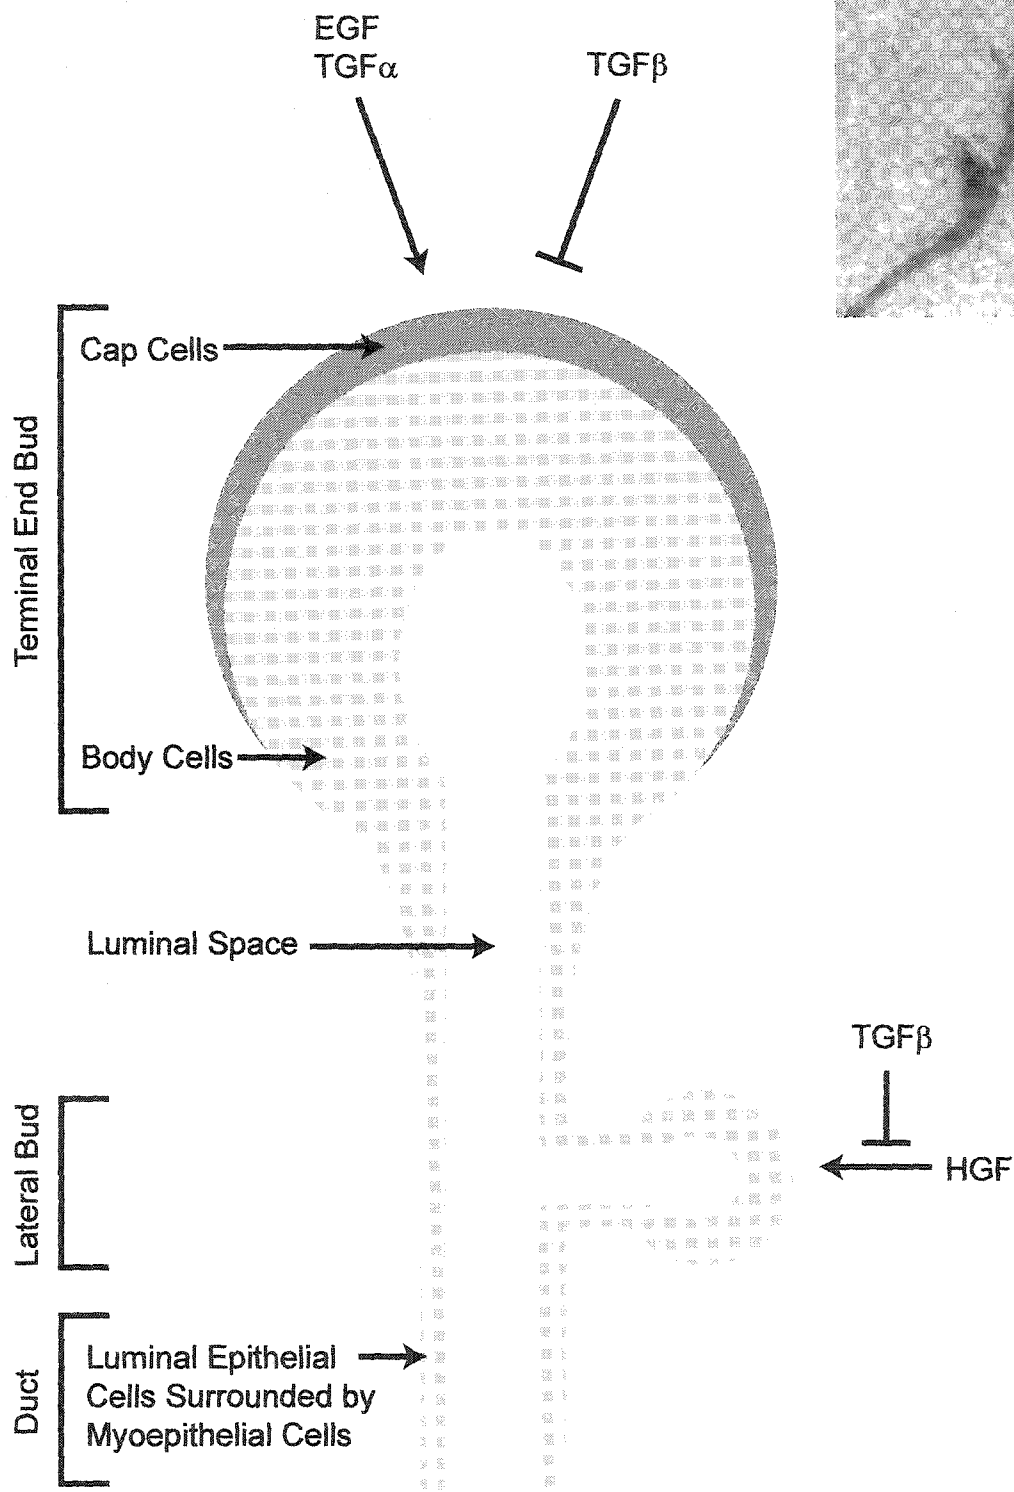 EGF
TGFα
TGFβ
Cap Cells
Terminal End Bud
Body Cells
Luminal Space
TGFβ
HGF
Lateral Bud
Luminal Epithelial
Cells Surrounded by
Myoepithelial Cells
Duct